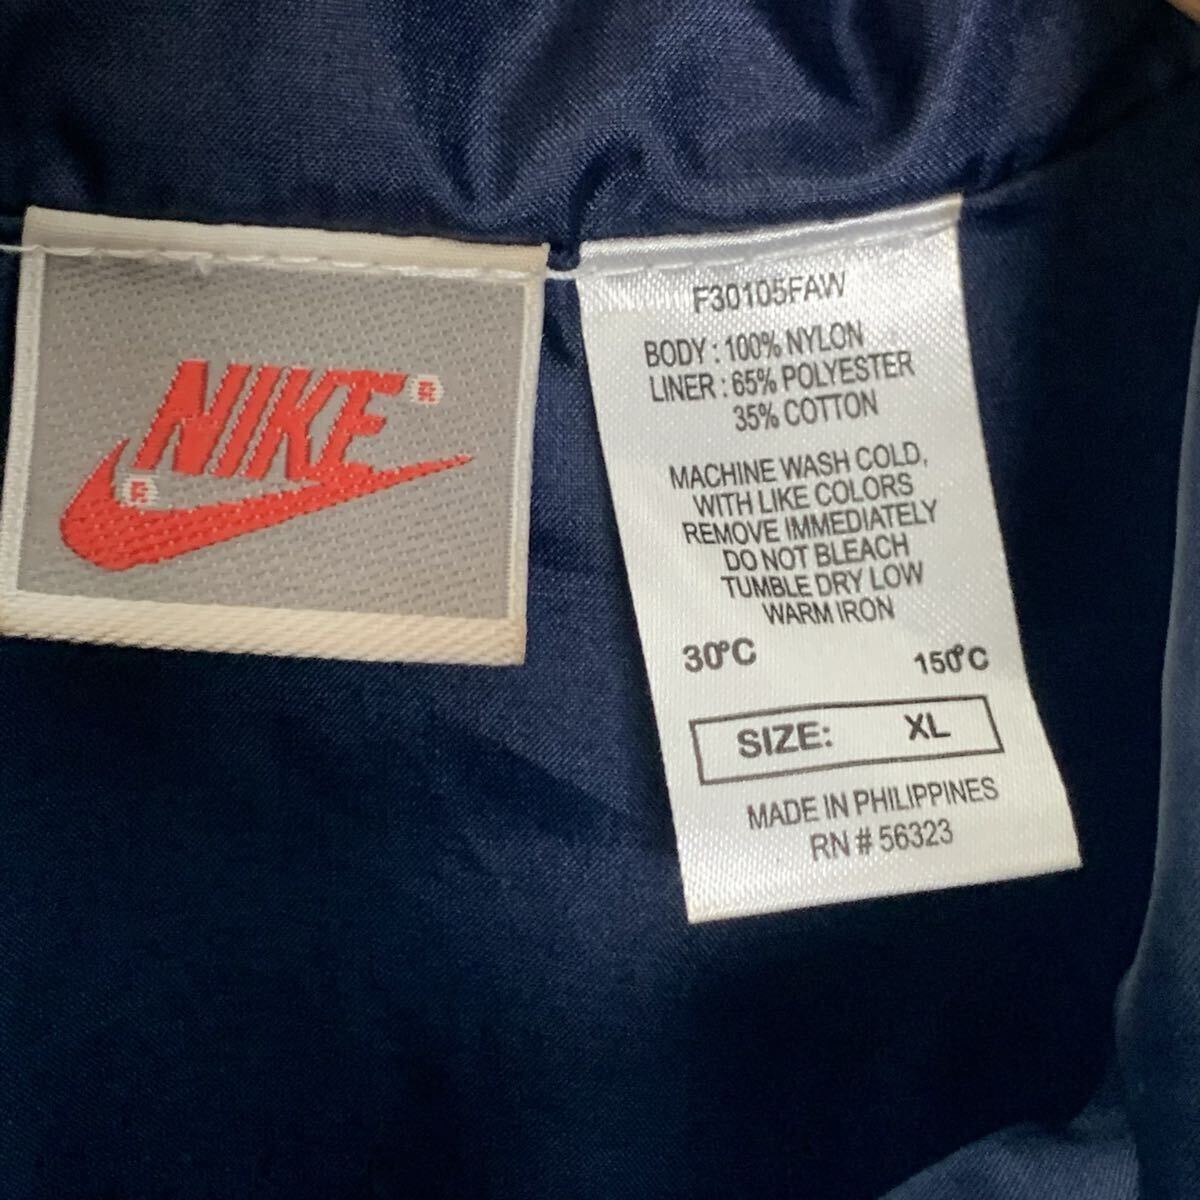 NIKE®
®
F30105FAW
BODY : 100% NYLON
LINER : 65% POLYESTER
35% COTTON
MACHINE WASH COLD,
WITH LIKE COLORS
REMOVE IMMEDIATELY
DO NOT BLEACH
TUMBLE DRY LOW
WARM IRON
30°C 150°C
SIZE: XL
MADE IN PHILIPPINES
RN # 56323